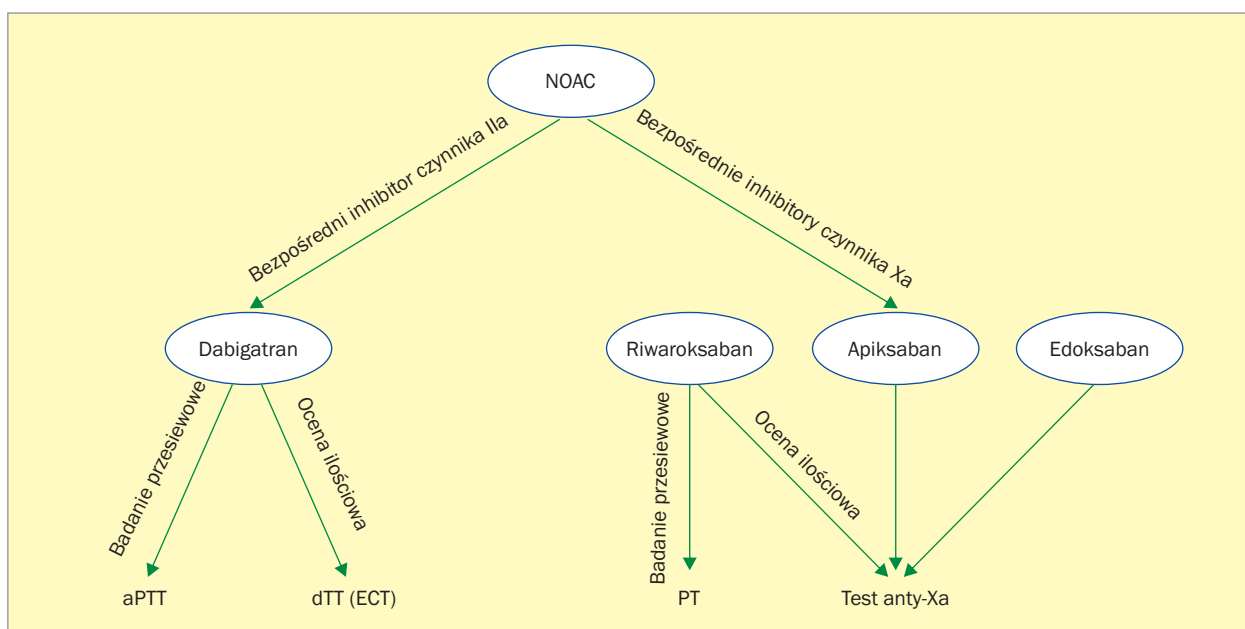 NOAC
Bezpośredni inhibitor czynnika IIa
Bezpośrednie inhibitory czynnika Xa
Dabigatran
Riwaroksaban
Apiksaban
Edoksaban
Badanie przesiewowe
Ocena ilościowa
Badanie przesiewowe
Ocena ilościowa
aPTT
dTT (ECT)
PT
Test anty-Xa